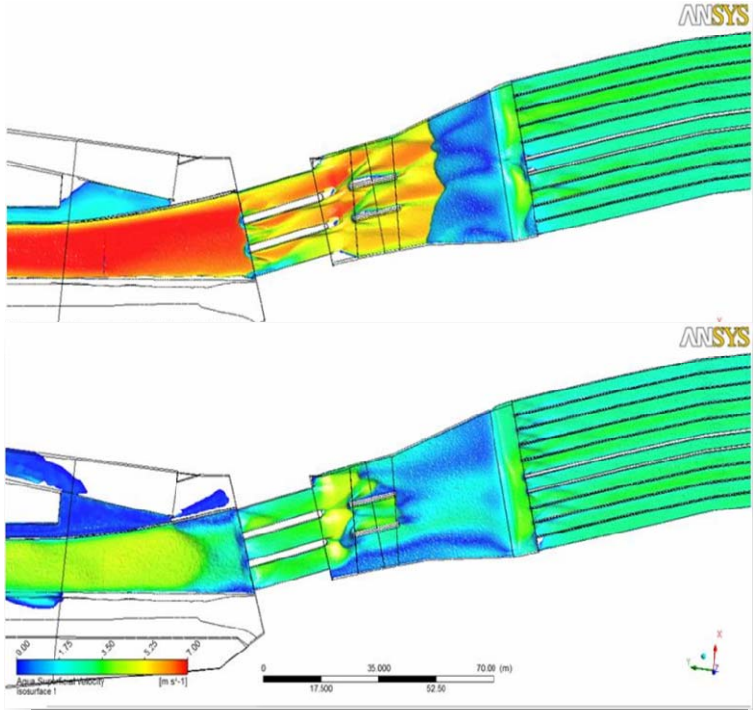 ANSYS
ANSYS
0.00 1.75 3.50 5.25 7.00
Aqua Superficial Velocity [m s^-1]
Isosurface 1
0 35.000 70.00 (m)
17.500 52.50
X
Y
Z